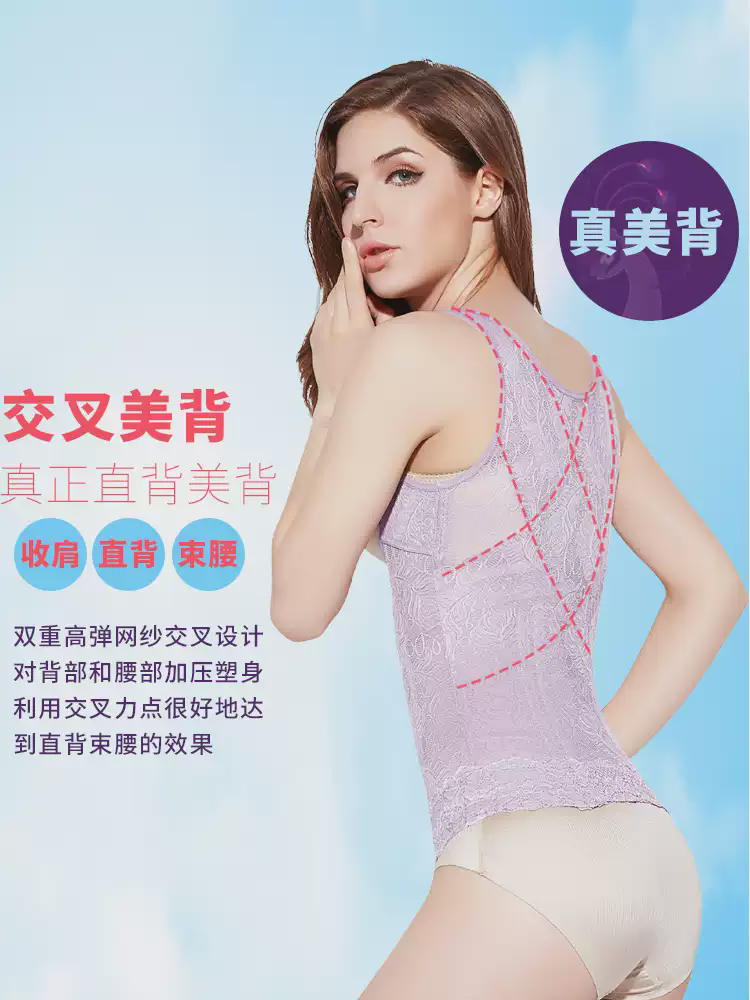 真美背
交叉美背
真正直背美背
收肩 直背 束腰
双重高弹网纱交叉设计
对背部和腰部加压塑身
利用交叉力点很好地达
到直背束腰的效果